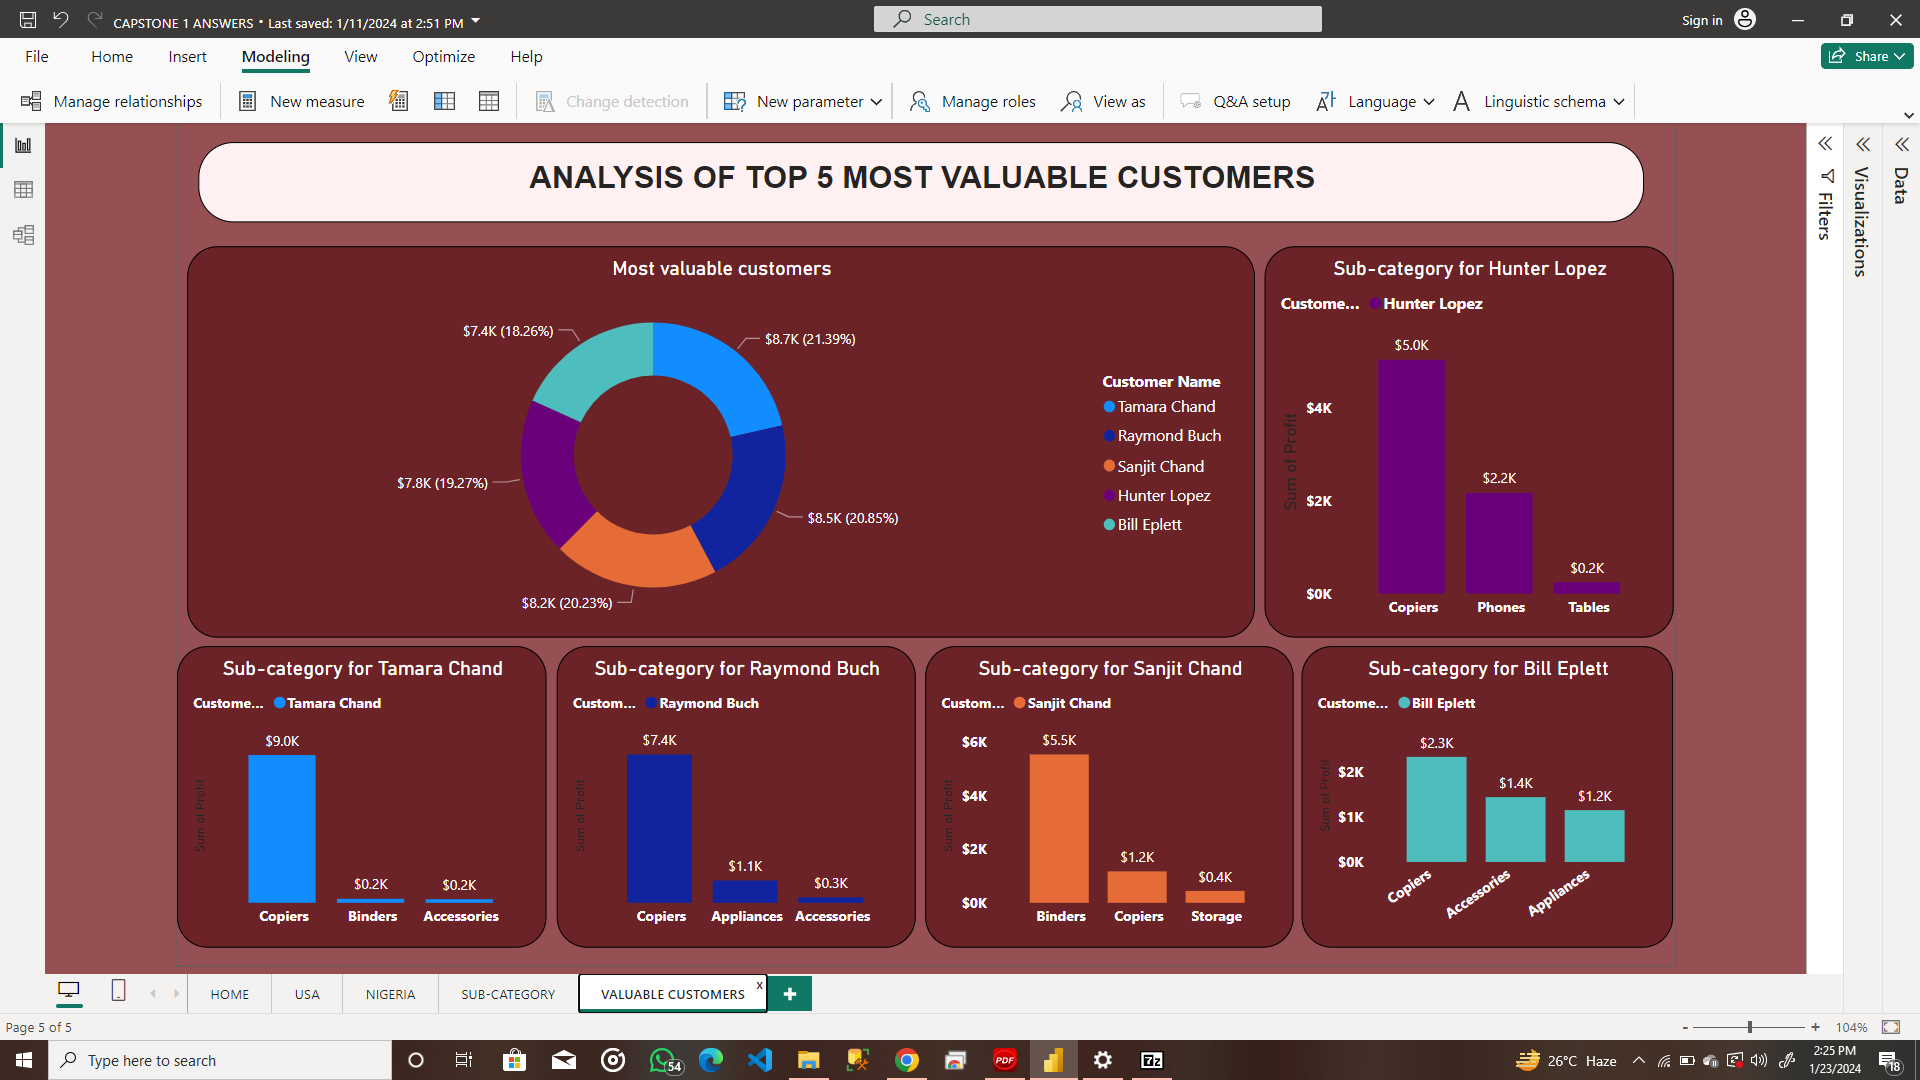 CAPSTONE 1 ANSWERS • Last saved: 1/11/2024 at 2:51 PM
Search
Sign in
File Home Insert Modeling View Optimize Help
Share
Manage relationships
New measure
Change detection
New parameter
Manage roles
View as
Q&A setup
Language
Linguistic schema
ANALYSIS OF TOP 5 MOST VALUABLE CUSTOMERS
Filters
Visualizations
Data
Most valuable customers
$7.4K (18.26%)
$8.7K (21.39%)
$7.8K (19.27%)
$8.5K (20.85%)
$8.2K (20.23%)
Customer Name
Tamara Chand
Raymond Buch
Sanjit Chand
Hunter Lopez
Bill Eplett
Sub-category for Hunter Lopez
Custome... Hunter Lopez
Sum of Profit
$4K
$2K
$0K
$5.0K
$2.2K
$0.2K
Copiers Phones Tables
Sub-category for Tamara Chand
Custome... Tamara Chand
Sum of Profit
$9.0K
$0.2K
$0.2K
Copiers Binders Accessories
Sub-category for Raymond Buch
Custom... Raymond Buch
Sum of Profit
$7.4K
$1.1K
$0.3K
Copiers Appliances Accessories
Sub-category for Sanjit Chand
Custom... Sanjit Chand
Sum of Profit
$6K
$4K
$2K
$0K
$5.5K
$1.2K
$0.4K
Binders Copiers Storage
Sub-category for Bill Eplett
Custome... Bill Eplett
Sum of Profit
$2K
$1K
$0K
$2.3K
$1.4K
$1.2K
Copiers Accessories Appliances
HOME USA NIGERIA SUB-CATEGORY VALUABLE CUSTOMERS x
Page 5 of 5
- + 104%
Type here to search
54
PDF
7z
26°C Haze
2:25 PM
1/23/2024
18